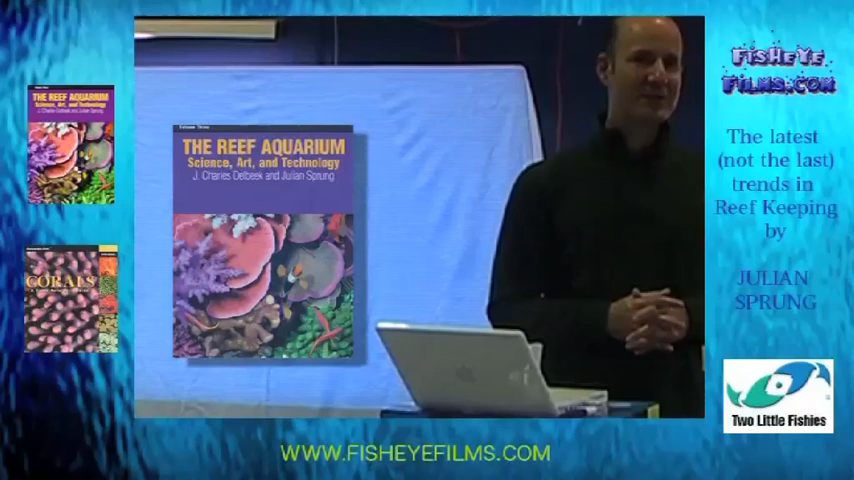 THE REEF AQUARIUM
Science, Art, and Technology
J. Charles Delbeek and Julian Sprung
CORALS
Volume Three
THE REEF AQUARIUM
Science, Art, and Technology
J. Charles Delbeek and Julian Sprung
FISHEYE
FILMS.COM
The latest
(not the last)
trends in
Reef Keeping
by
JULIAN
SPRUNG
Two Little Fishies
WWW.FISHEYEFILMS.COM